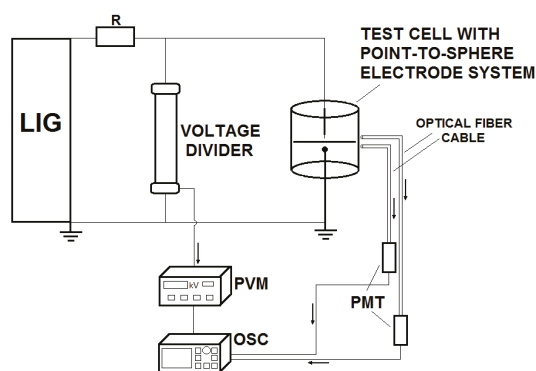 R
TEST CELL WITH
POINT-TO-SPHERE
ELECTRODE SYSTEM
LIG
VOLTAGE
DIVIDER
OPTICAL FIBER
CABLE
kV
PVM
PMT
OSC